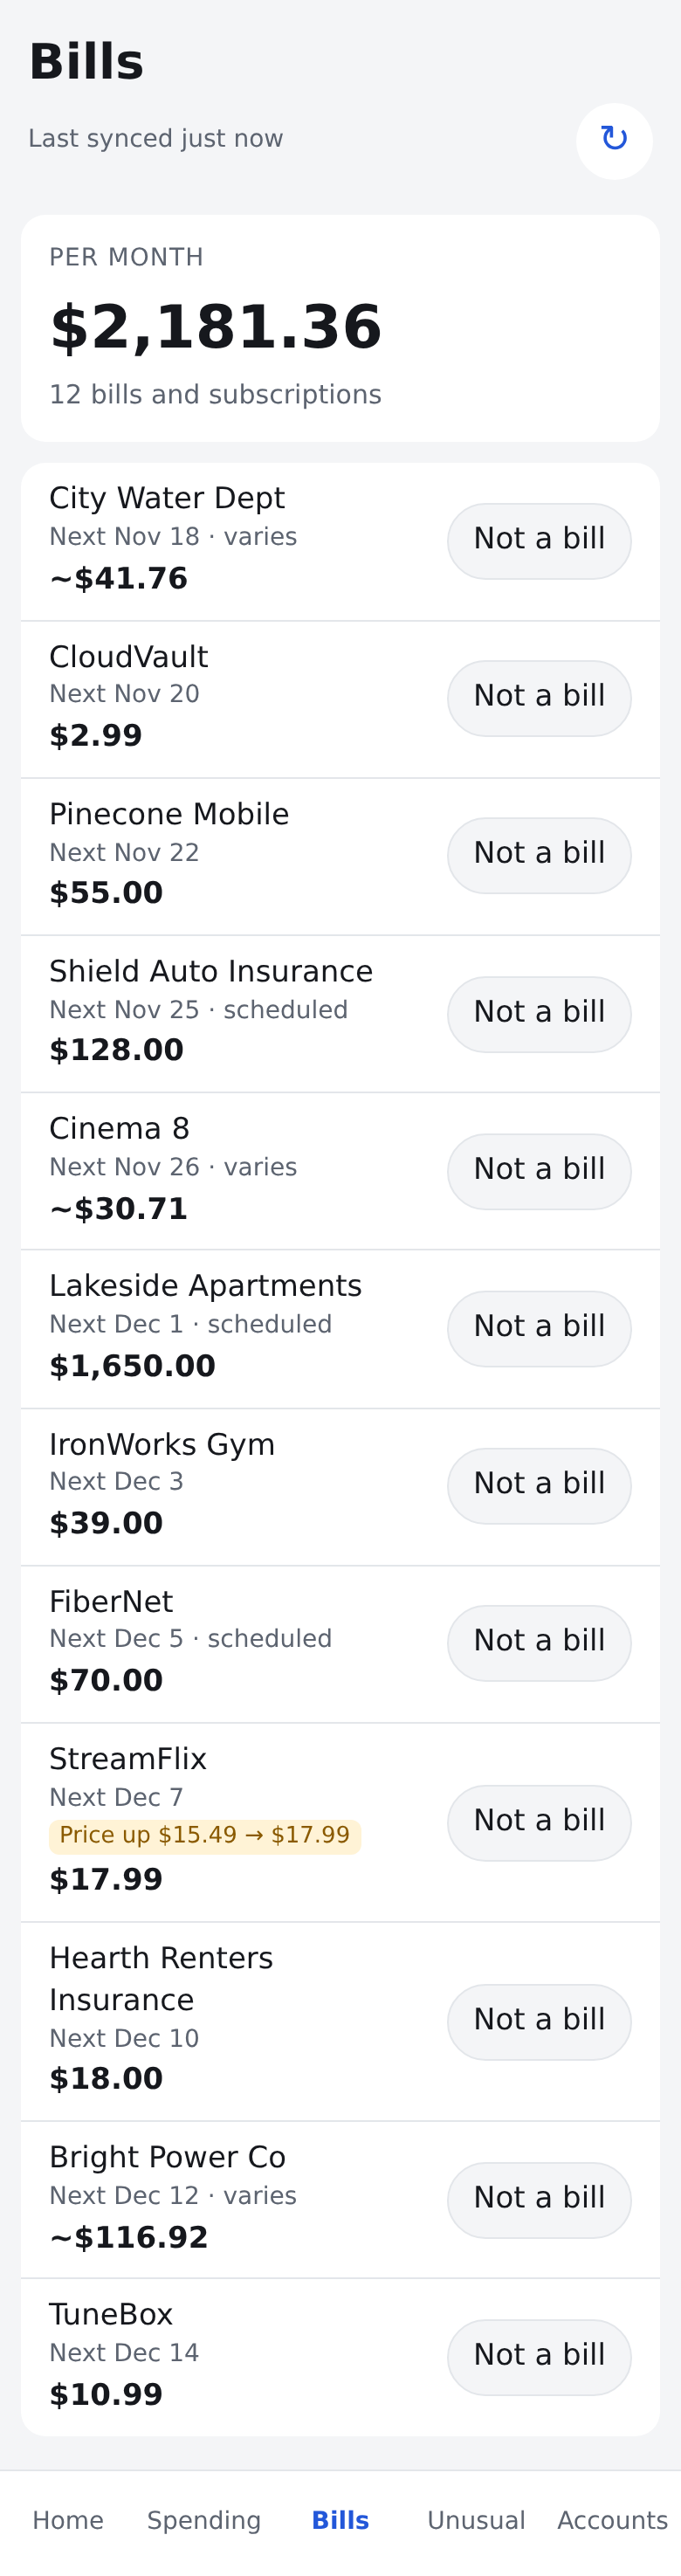 Bills
Last synced just now
↻
PER MONTH
$2,181.36
12 bills and subscriptions
City Water Dept
Next Nov 18 · varies
~$41.76
Not a bill
CloudVault
Next Nov 20
$2.99
Not a bill
Pinecone Mobile
Next Nov 22
$55.00
Not a bill
Shield Auto Insurance
Next Nov 25 · scheduled
$128.00
Not a bill
Cinema 8
Next Nov 26 · varies
~$30.71
Not a bill
Lakeside Apartments
Next Dec 1 · scheduled
$1,650.00
Not a bill
IronWorks Gym
Next Dec 3
$39.00
Not a bill
FiberNet
Next Dec 5 · scheduled
$70.00
Not a bill
StreamFlix
Next Dec 7
Price up $15.49 → $17.99
$17.99
Not a bill
Hearth Renters
Insurance
Next Dec 10
$18.00
Not a bill
Bright Power Co
Next Dec 12 · varies
~$116.92
Not a bill
TuneBox
Next Dec 14
$10.99
Not a bill
Home Spending Bills Unusual Accounts